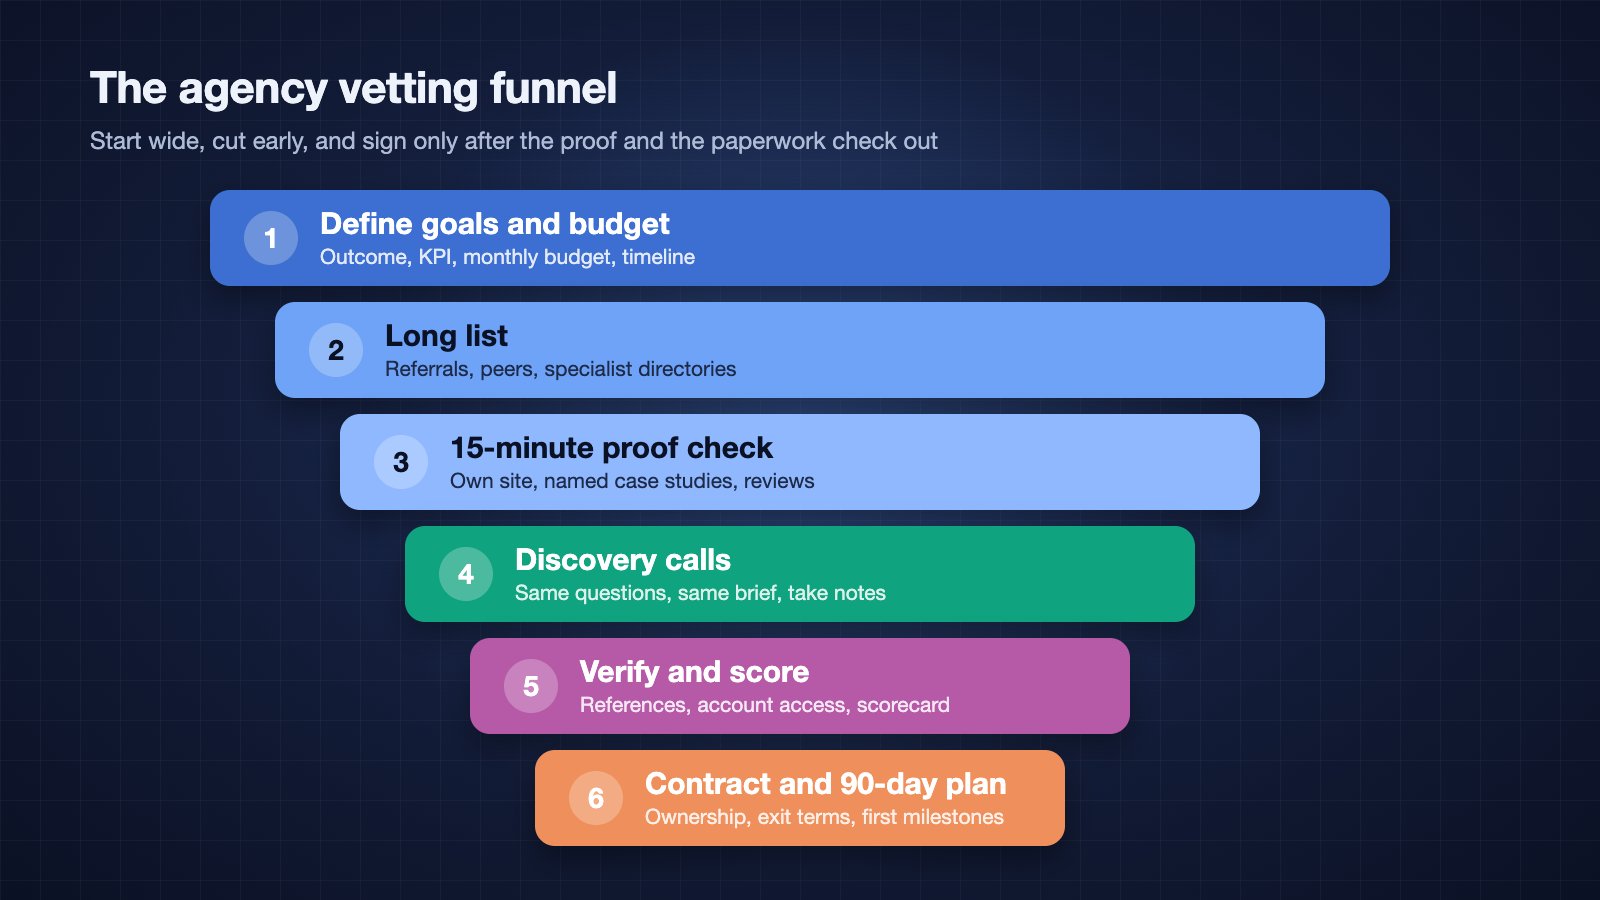 The agency vetting funnel
Start wide, cut early, and sign only after the proof and the paperwork check out
1
Define goals and budget
Outcome, KPI, monthly budget, timeline
2
Long list
Referrals, peers, specialist directories
3
15-minute proof check
Own site, named case studies, reviews
4
Discovery calls
Same questions, same brief, take notes
5
Verify and score
References, account access, scorecard
6
Contract and 90-day plan
Ownership, exit terms, first milestones